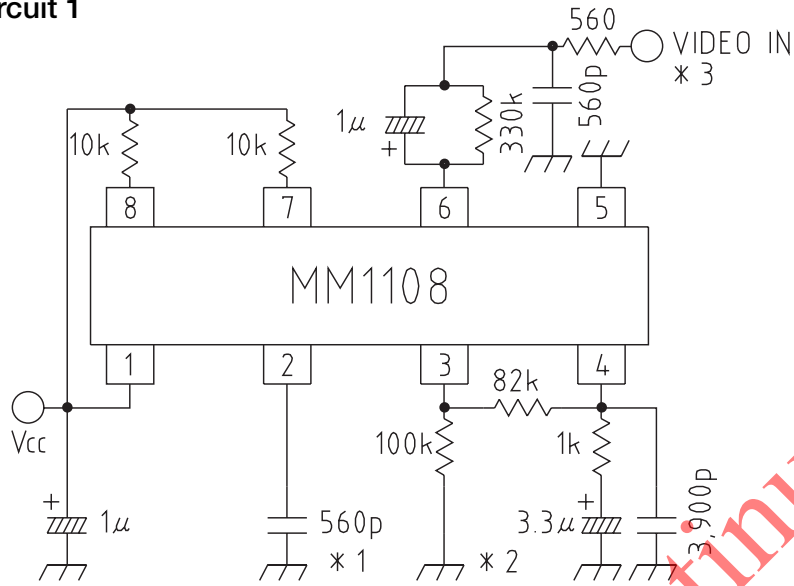 rcuit 1
560
VIDEO IN
* 3
560p
1μ
+
330k
10k
10k
8
7
6
5
MM1108
1
2
3
4
82k
Vcc
100k
1k
+
1μ
560p
* 1
* 2
+
3.3μ
3,900p
tinu